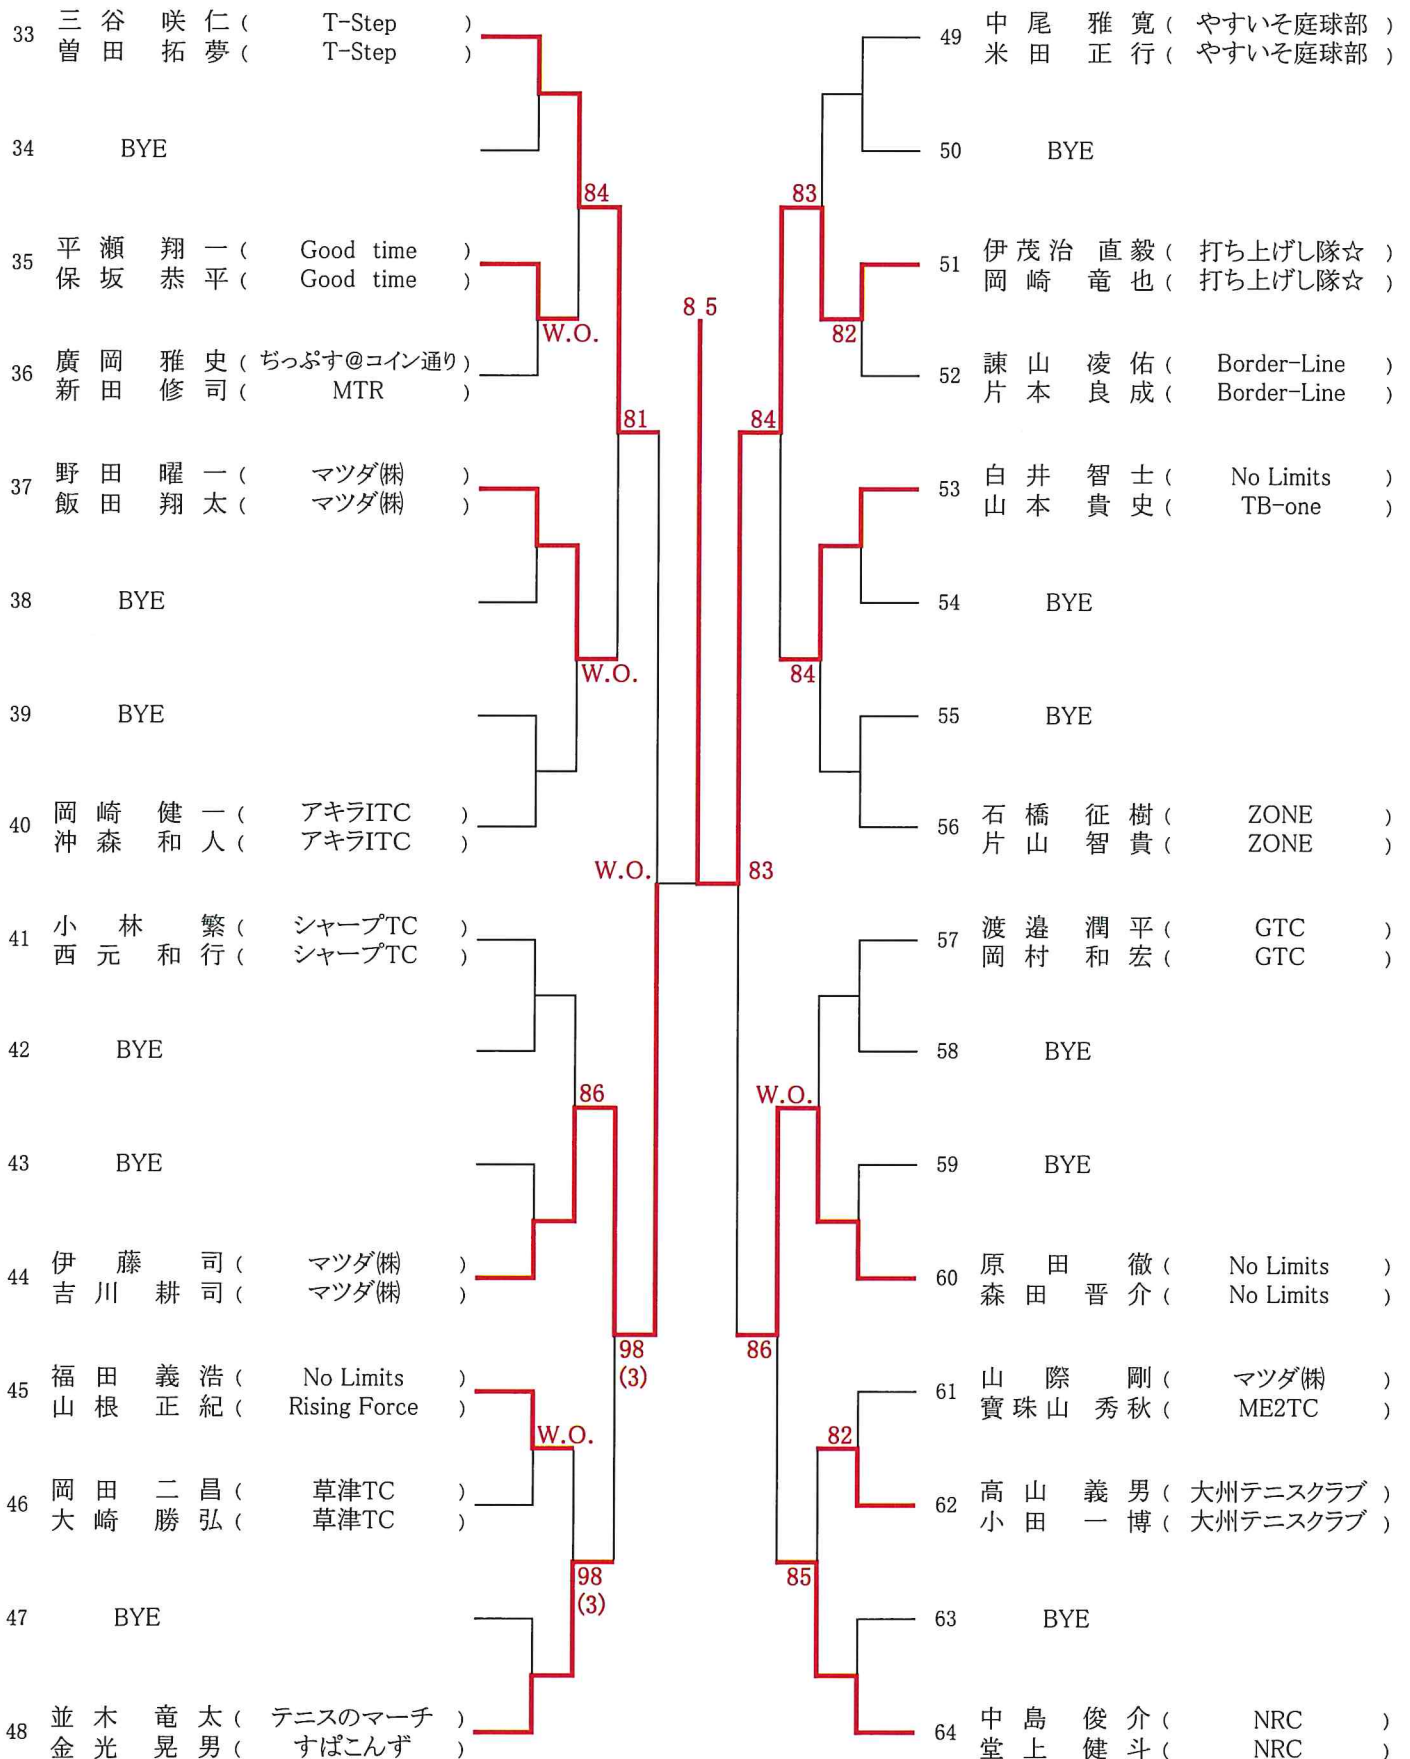 33 三谷 咲仁 ( T-Step )
曽田 拓夢 ( T-Step )
34 BYE
84
35 平瀬 翔一 ( Good time )
保坂 恭平 ( Good time )
W.O.
36 廣岡 雅史 ( ぢっぷす@コイン通り )
新田 修司 ( MTR )
81
37 野田 曜一 ( マツダ㈱ )
飯田 翔太 ( マツダ㈱ )
38 BYE
W.O.
39 BYE
40 岡崎 健一 ( アキラITC )
沖森 和人 ( アキラITC )
W.O.
41 小林 繁 ( シャープTC )
西元 和行 ( シャープTC )
42 BYE
86
43 BYE
44 伊藤 司 ( マツダ㈱ )
吉川 耕司 ( マツダ㈱ )
98
(3)
45 福田 義浩 ( No Limits )
山根 正紀 ( Rising Force )
W.O.
46 岡田 二昌 ( 草津TC )
大崎 勝弘 ( 草津TC )
98
(3)
47 BYE
48 並木 竜太 ( テニスのマーチ )
金光 晃男 ( すぱこんず )
8 5
49 中尾 雅寛 ( やすいそ庭球部 )
米田 正行 ( やすいそ庭球部 )
50 BYE
83
51 伊茂治 直毅 ( 打ち上げし隊☆ )
岡崎 竜也 ( 打ち上げし隊☆ )
82
52 諌山 凌佑 ( Border-Line )
片本 良成 ( Border-Line )
84
53 白井 智士 ( No Limits )
山本 貴史 ( TB-one )
54 BYE
84
55 BYE
56 石橋 征樹 ( ZONE )
片山 智貴 ( ZONE )
83
57 渡邉 潤平 ( GTC )
岡村 和宏 ( GTC )
58 BYE
W.O.
59 BYE
60 原田 徹 ( No Limits )
森田 晋介 ( No Limits )
86
61 山際 剛 ( マツダ㈱ )
寶珠山 秀秋 ( ME2TC )
82
62 高山 義男 ( 大州テニスクラブ )
小田 一博 ( 大州テニスクラブ )
85
63 BYE
64 中島 俊介 ( NRC )
堂上 健斗 ( NRC )